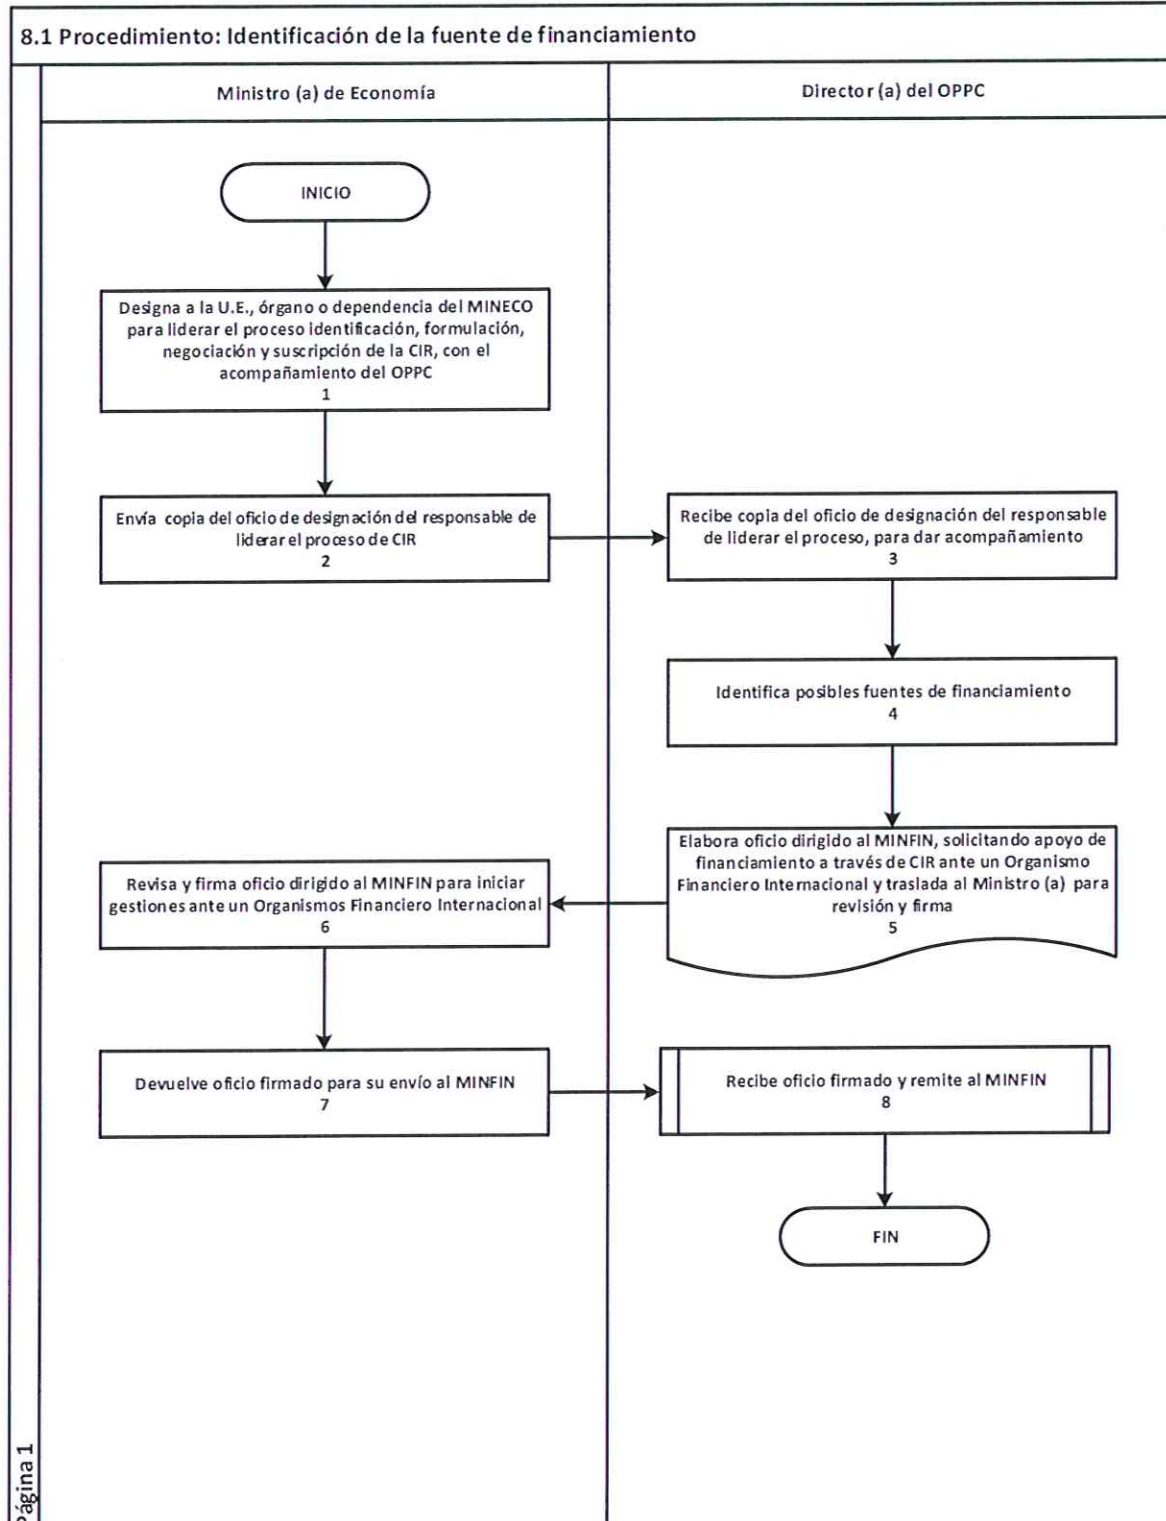 8.1 Procedimiento: Identificación de la fuente de financiamiento
Ministro (a) de Economía
Director (a) del OPPC
INICIO
Designa a la U.E., órgano o dependencia del MINECO
para liderar el proceso identificación, formulación,
negociación y suscripción de la CIR, con el
acompañamiento del OPPC
1
Envía copia del oficio de designación del responsable de
liderar el proceso de CIR
2
Recibe copia del oficio de designación del responsable
de liderar el proceso, para dar acompañamiento
3
Identifica posibles fuentes de financiamiento
4
Elabora oficio dirigido al MINFIN, solicitando apoyo de
financiamiento a través de CIR ante un Organismo
Financiero Internacional y traslada al Ministro (a) para
revisión y firma
5
Revisa y firma oficio dirigido al MINFIN para iniciar
gestiones ante un Organismos Financiero Internacional
6
Devuelve oficio firmado para su envío al MINFIN
7
Recibe oficio firmado y remite al MINFIN
8
FIN
Página 1